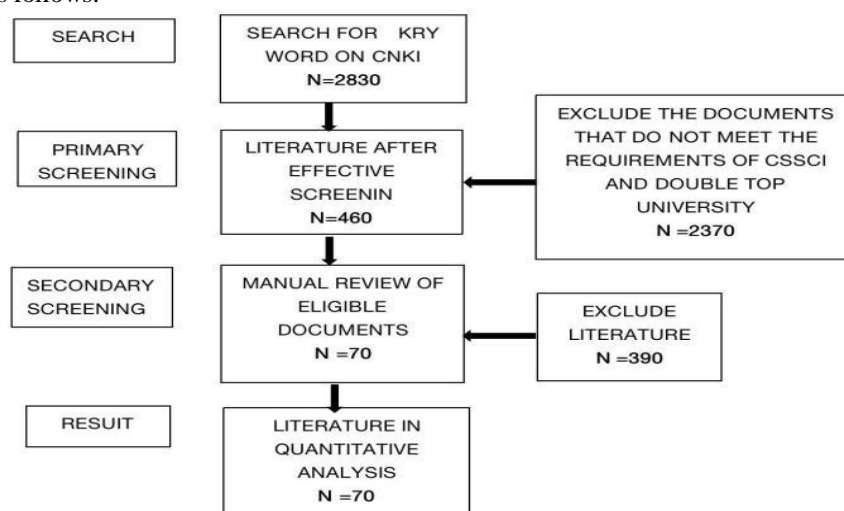 SEARCH
SEARCH FOR KRY
WORD ON CNKI
N=2830
EXCLUDE THE DOCUMENTS
THAT DO NOT MEET THE
REQUIREMENTS OF CSSCI
AND DOUBLE TOP
UNIVERSITY
N =2370
PRIMARY
SCREENING
LITERATURE AFTER
EFFECTIVE
SCREENIN
N=460
SECONDARY
SCREENING
MANUAL REVIEW OF
ELIGIBLE
DOCUMENTS
N =70
EXCLUDE
LITERATURE
N =390
RESUIT
LITERATURE IN
QUANTITATIVE
ANALYSIS
N =70